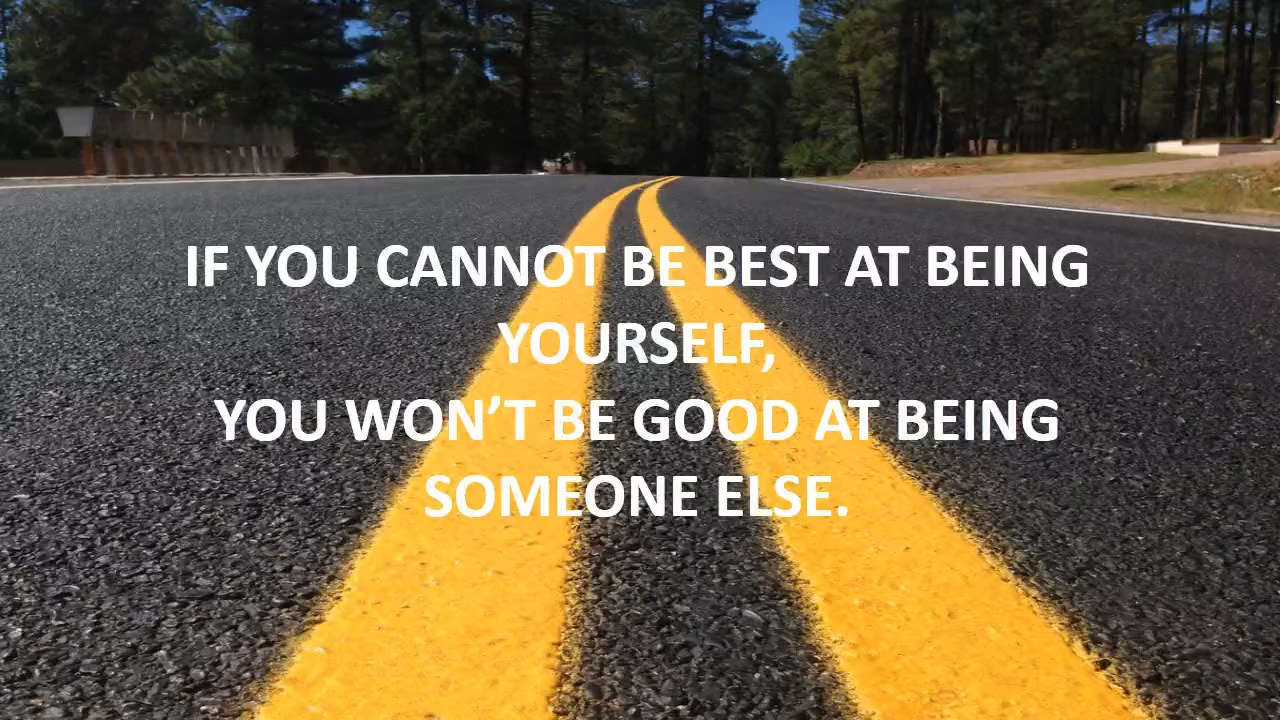 IF YOU CANNOT BE BEST AT BEING
YOURSELF,
YOU WON’T BE GOOD AT BEING
SOMEONE ELSE.